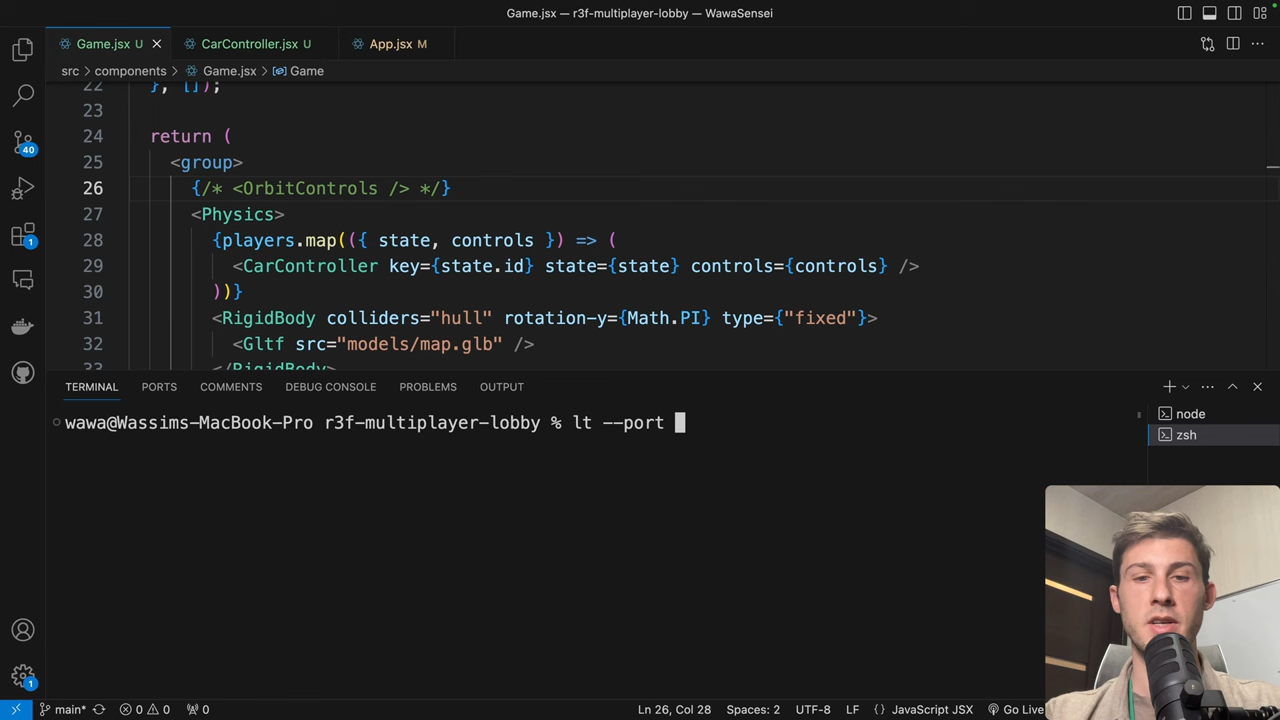 Game.jsx — r3f-multiplayer-lobby — WawaSensei
Game.jsx U
CarController.jsx U
App.jsx M
src > components > Game.jsx > Game
22 }, []);
23
24 return (
25 <group>
26 {/* <OrbitControls /> */}
27 <Physics>
28 {players.map(({ state, controls }) => (
29 <CarController key={state.id} state={state} controls={controls} />
30 ))}
31 <RigidBody colliders="hull" rotation-y={Math.PI} type={"fixed"}>
32 <Gltf src="models/map.glb" />
33 </RigidBody>
40
1
TERMINAL PORTS COMMENTS DEBUG CONSOLE PROBLEMS OUTPUT
wawa@Wassims-MacBook-Pro r3f-multiplayer-lobby % lt --port
node
zsh
1
main* 0 0 0 Ln 26, Col 28 Spaces: 2 UTF-8 LF {} JavaScript JSX Go Live